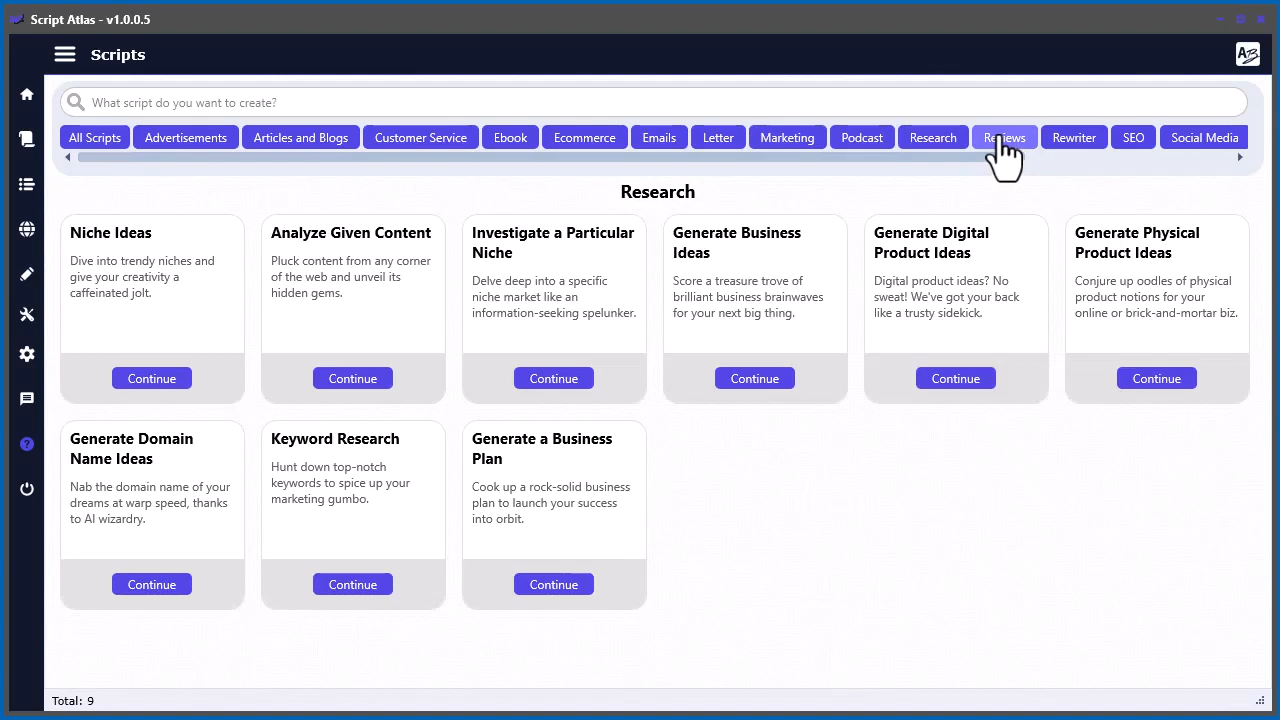 Script Atlas - v1.0.0.5
Scripts
AB
What script do you want to create?
All Scripts Advertisements Articles and Blogs Customer Service Ebook Ecommerce Emails Letter Marketing Podcast Research Reviews Rewriter SEO Social Media
Research
Niche Ideas
Dive into trendy niches and
give your creativity a
caffeinated jolt.
Continue
Analyze Given Content
Pluck content from any corner
of the web and unveil its
hidden gems.
Continue
Investigate a Particular
Niche
Delve deep into a specific
niche market like an
information-seeking spelunker.
Continue
Generate Business
Ideas
Score a treasure trove of
brilliant business brainwaves
for your next big thing.
Continue
Generate Digital
Product Ideas
Digital product ideas? No
sweat! We've got your back
like a trusty sidekick.
Continue
Generate Physical
Product Ideas
Conjure up oodles of physical
product notions for your
online or brick-and-mortar biz.
Continue
Generate Domain
Name Ideas
Nab the domain name of your
dreams at warp speed, thanks
to AI wizardry.
Continue
Keyword Research
Hunt down top-notch
keywords to spice up your
marketing gumbo.
Continue
Generate a Business
Plan
Cook up a rock-solid business
plan to launch your success
into orbit.
Continue
Total: 9